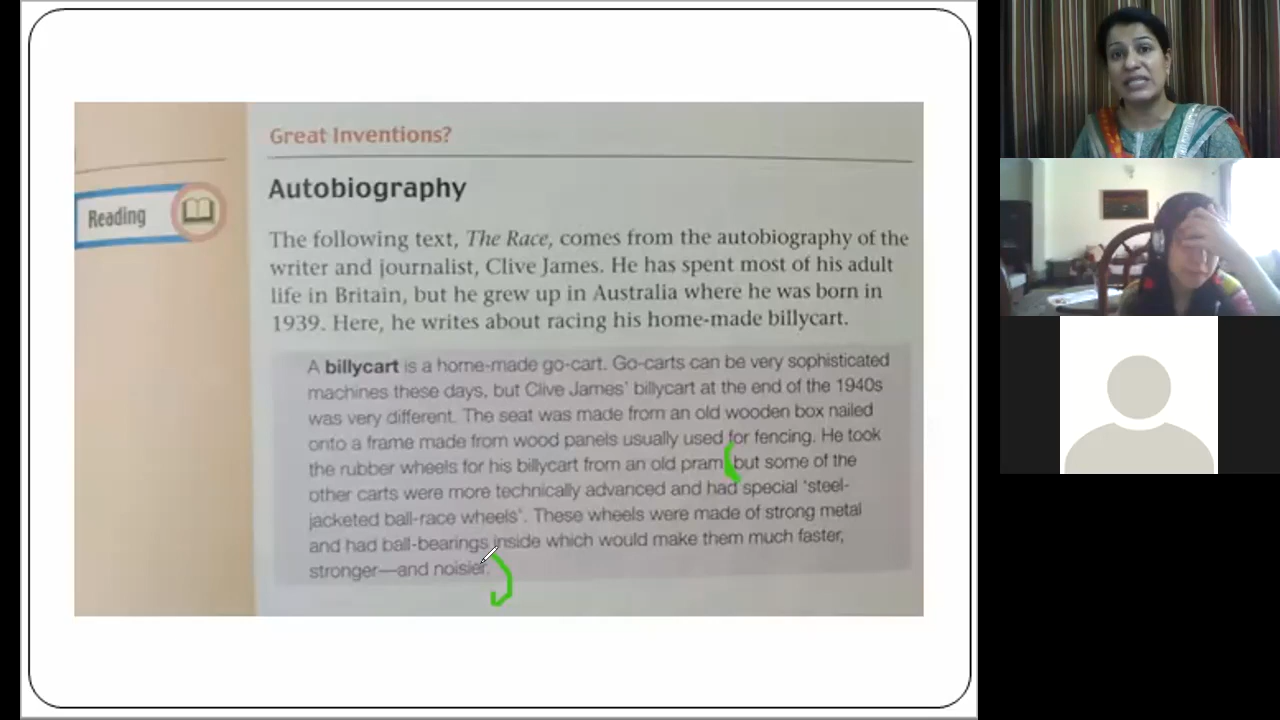 Great Inventions?
Reading
Autobiography
The following text, The Race, comes from the autobiography of the
writer and journalist, Clive James. He has spent most of his adult
life in Britain, but he grew up in Australia where he was born in
1939. Here, he writes about racing his home-made billycart.
A billycart is a home-made go-cart. Go-carts can be very sophisticated
machines these days, but Clive James' billycart at the end of the 1940s
was very different. The seat was made from an old wooden box nailed
onto a frame made from wood panels usually used for fencing. He took
the rubber wheels for his billycart from an old pram but some of the
other carts were more technically advanced and had special 'steel-
jacketed ball-race wheels'. These wheels were made of strong metal
and had ball-bearings inside which would make them much faster,
stronger—and noisier.